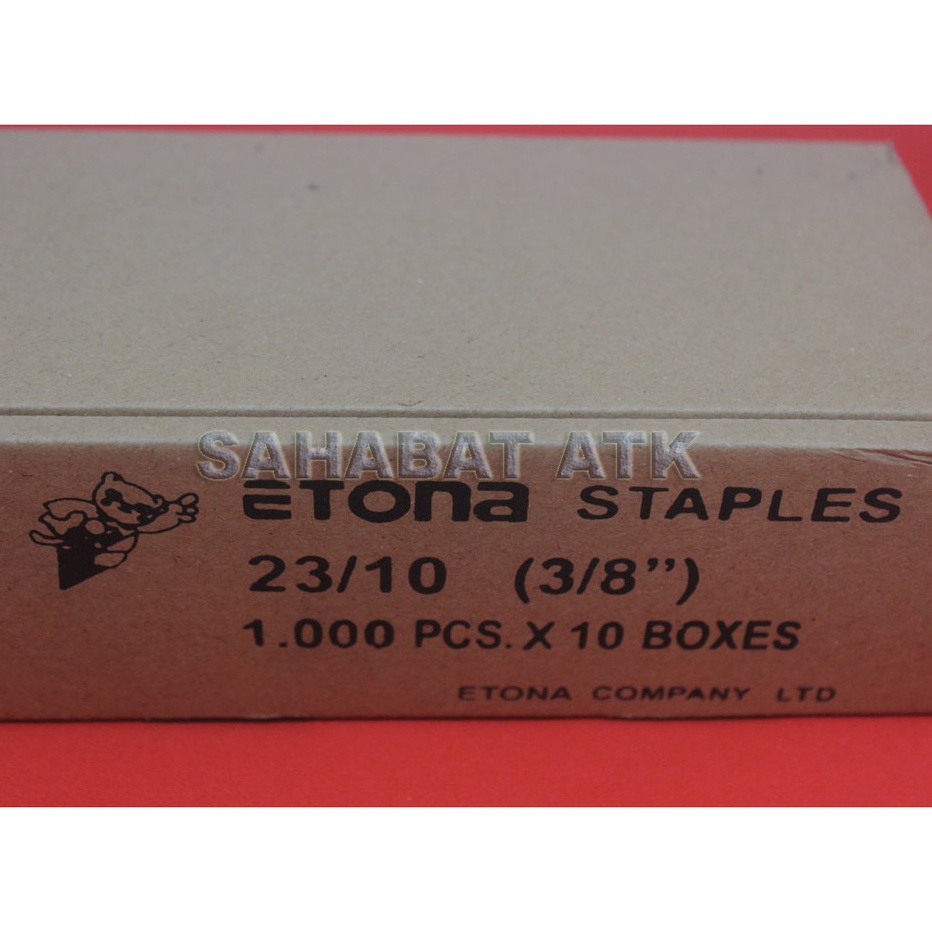 SAHABAT ATK
ETONA STAPLES
23/10 (3/8")
1.000 PCS. X 10 BOXES
ETONA COMPANY LTD